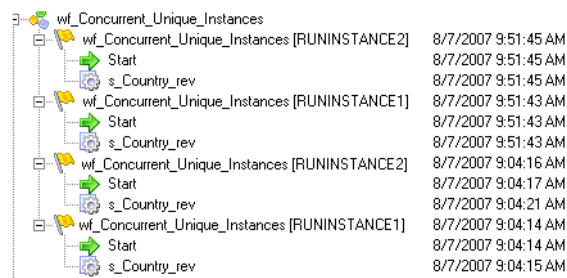 wf_Concurrent_Unique_Instances
wf_Concurrent_Unique_Instances [RUNINSTANCE2] 8/7/2007 9:51:45 AM
Start 8/7/2007 9:51:45 AM
s_Country_rev 8/7/2007 9:51:45 AM
wf_Concurrent_Unique_Instances [RUNINSTANCE1] 8/7/2007 9:51:43 AM
Start 8/7/2007 9:51:43 AM
s_Country_rev 8/7/2007 9:51:43 AM
wf_Concurrent_Unique_Instances [RUNINSTANCE2] 8/7/2007 9:04:16 AM
Start 8/7/2007 9:04:17 AM
s_Country_rev 8/7/2007 9:04:21 AM
wf_Concurrent_Unique_Instances [RUNINSTANCE1] 8/7/2007 9:04:14 AM
Start 8/7/2007 9:04:14 AM
s_Country_rev 8/7/2007 9:04:15 AM